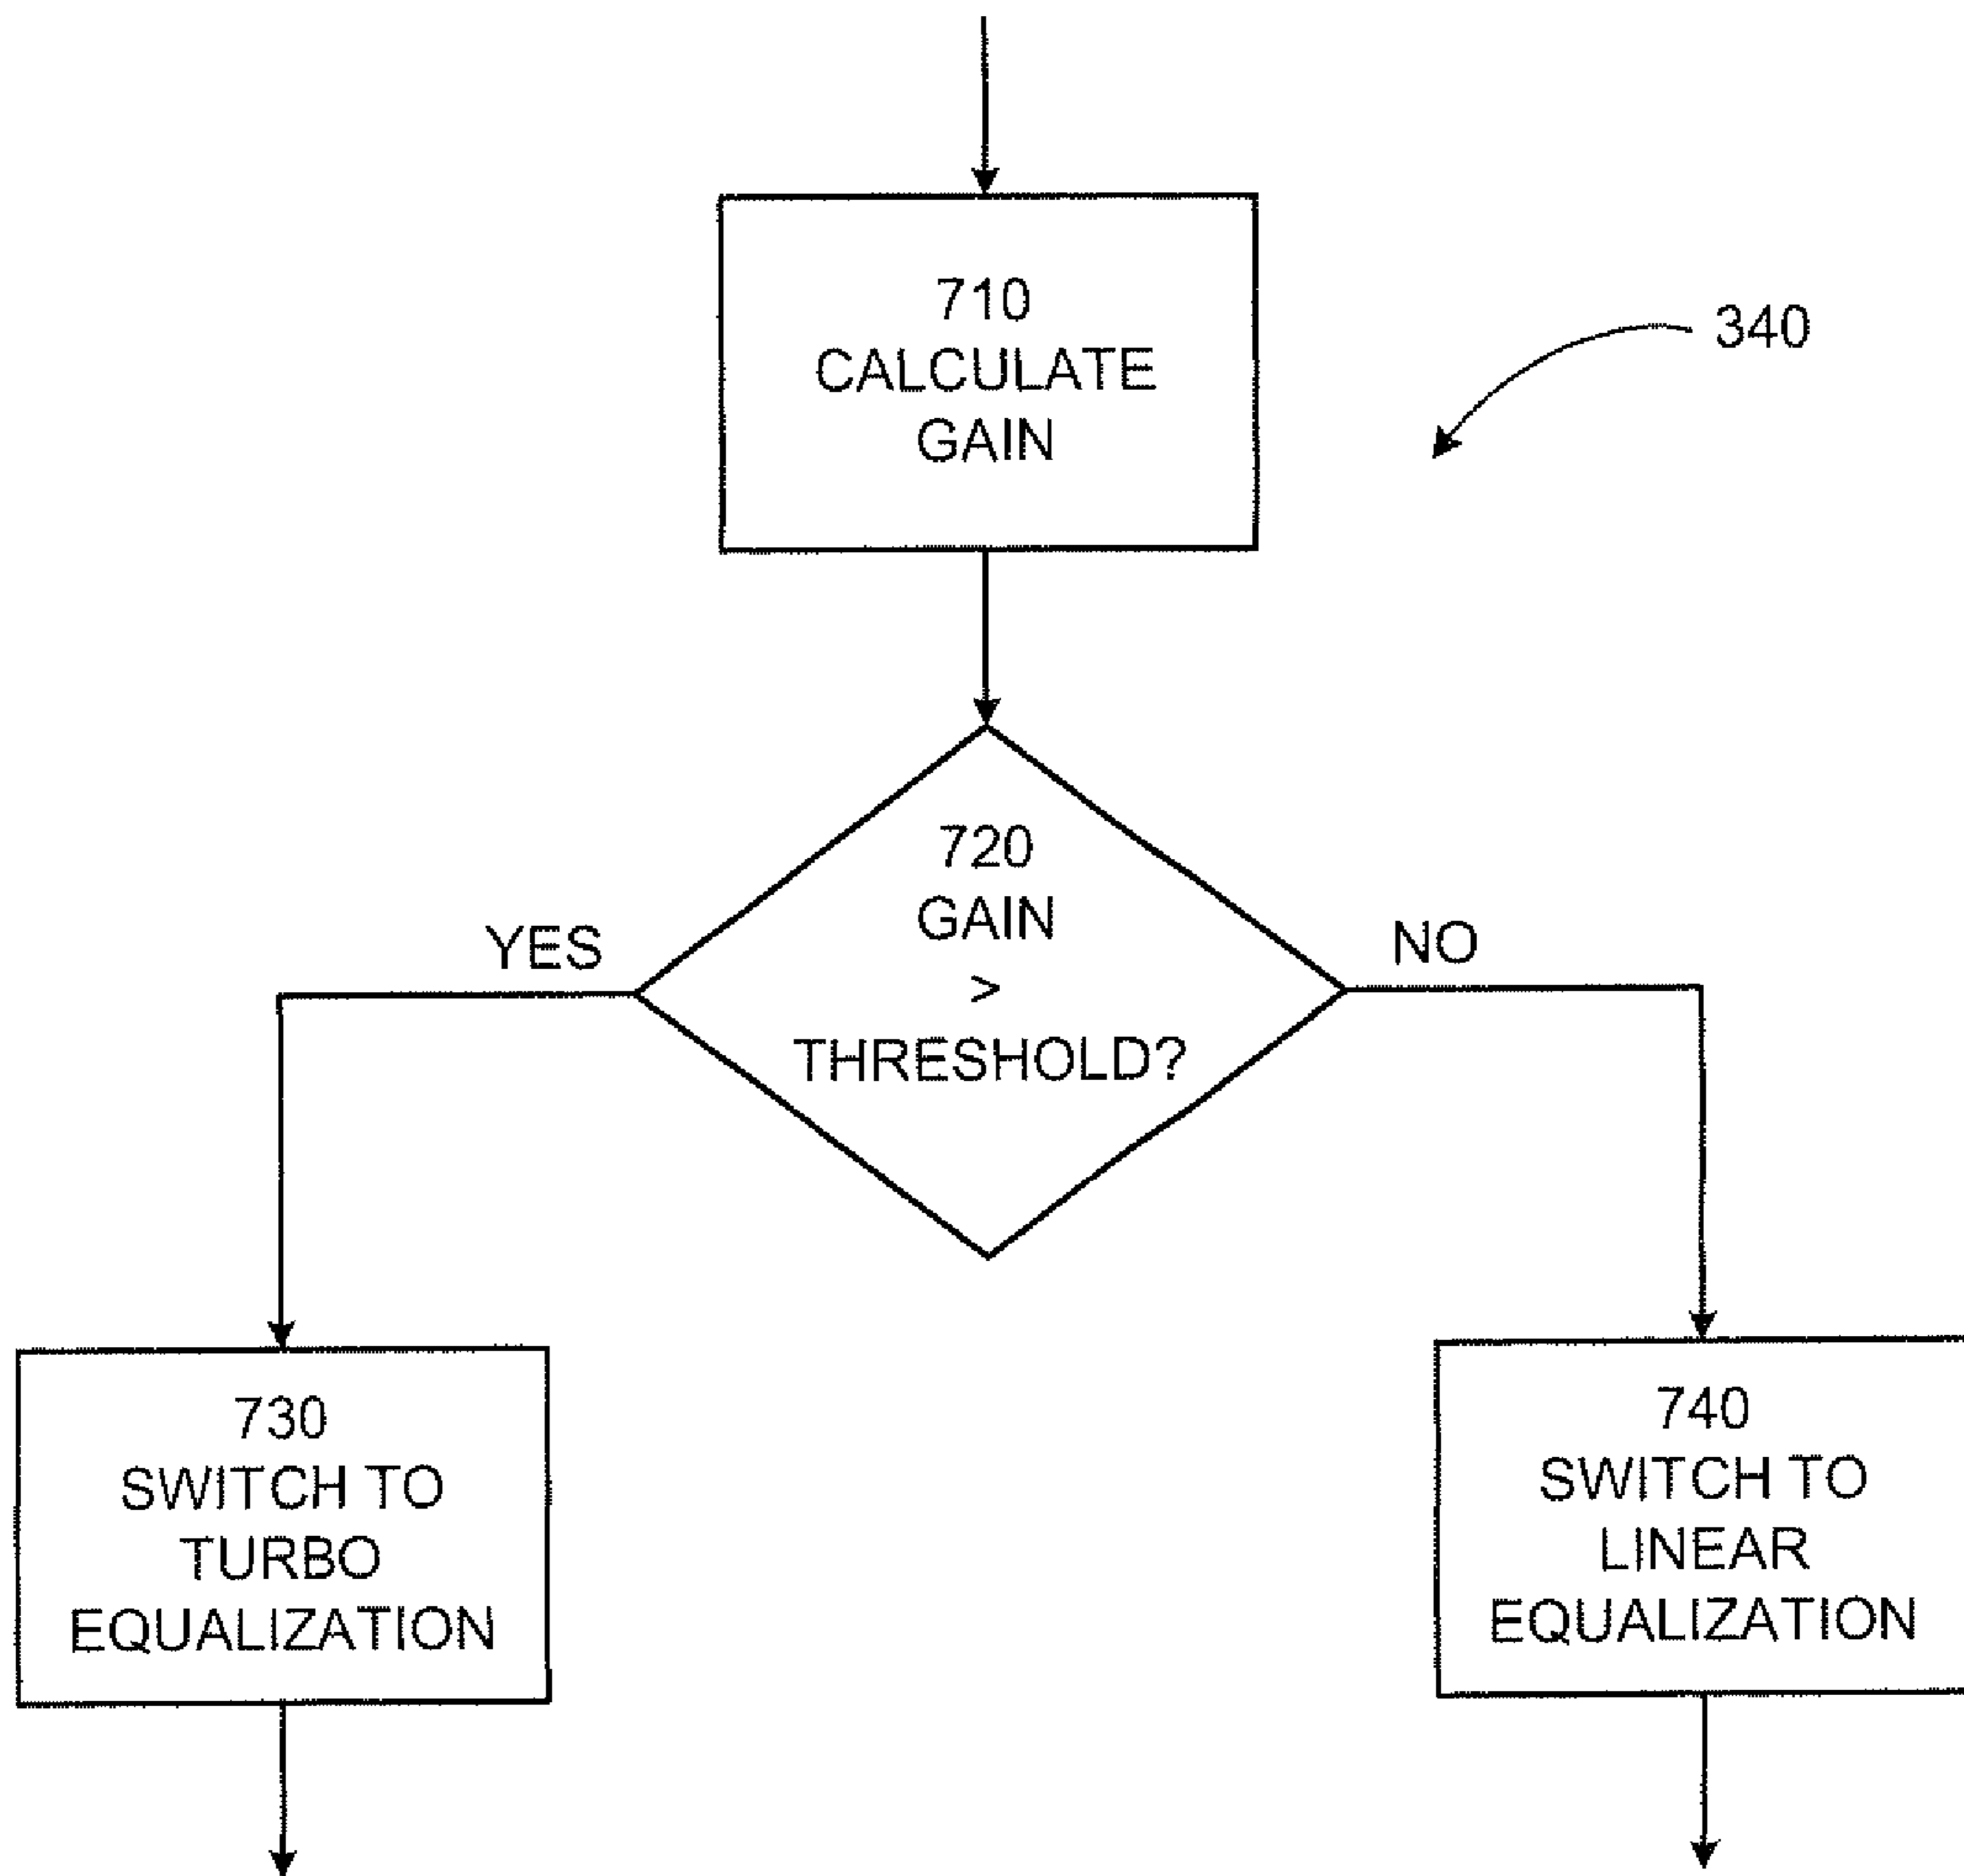 710
CALCULATE
GAIN
340
720
GAIN
>
THRESHOLD?
YES
NO
730
SWITCH TO
TURBO
EQUALIZATION
740
SWITCH TO
LINEAR
EQUALIZATION